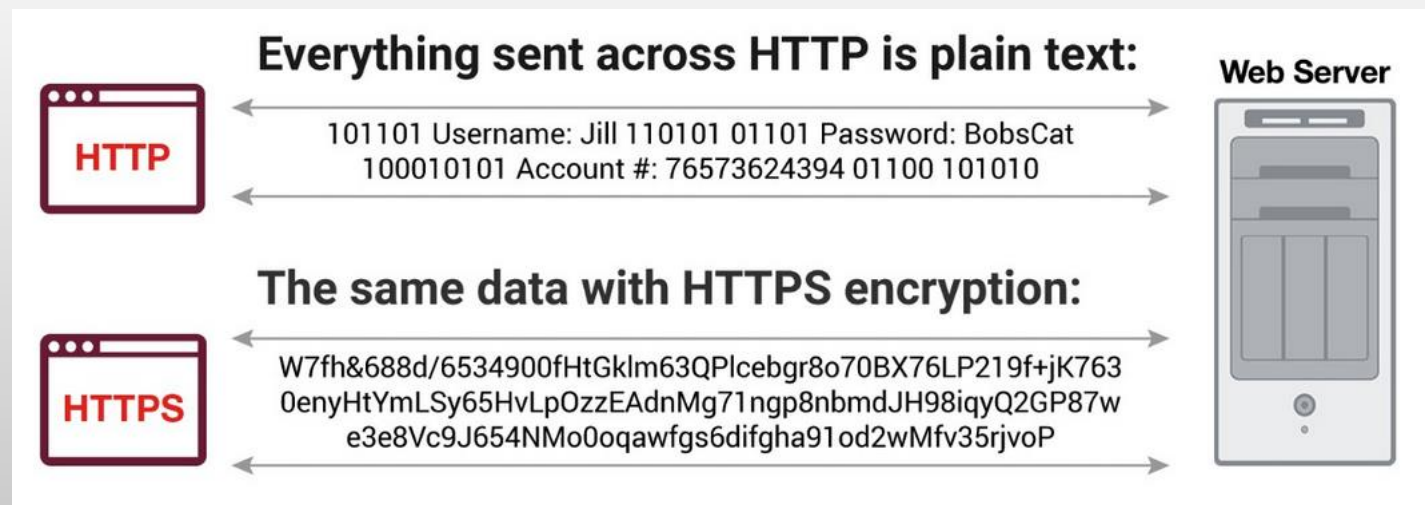 Everything sent across HTTP is plain text:
Web Server
HTTP
101101 Username: Jill 110101 01101 Password: BobsCat
100010101 Account #: 76573624394 01100 101010
The same data with HTTPS encryption:
HTTPS
W7fh&688d/6534900fHtGklm63QPlcebgr8o70BX76LP219f+jK763
0enyHtYmLSy65HvLpOzzEAdnMg71ngp8nbmdJH98iqyQ2GP87w
e3e8Vc9J654NMo0oqawfgs6difgha91od2wMfv35rjvoP